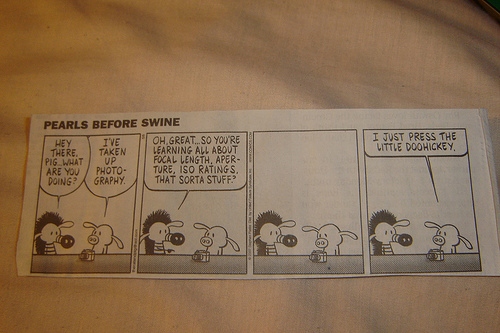 PEARLS BEFORE SWINE
HEY
THERE,
PIG. WHAT
ARE YOU
DOING?
I'VE
TAKEN
UP
PHOTO-
GRAPHY.
OH, GREAT...SO YOU'RE
LEARNING ALL ABOUT
FOCAL LENGTH, APER-
TURE, ISO RATINGS,
THAT SORTA STUFF?
I JUST PRESS THE
LITTLE DOOHICKEY.